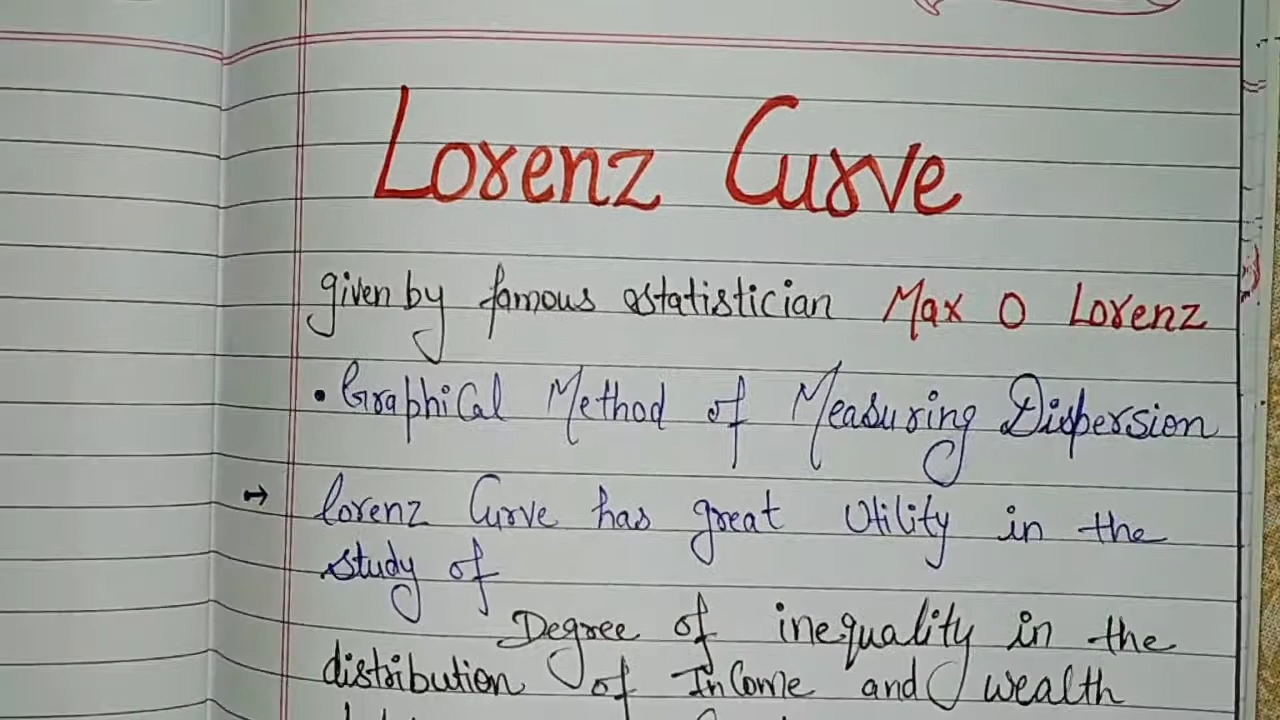 Lorenz Curve
given by famous statistician Max O Lorenz
• Graphical Method of Measuring Dispersion
↦ Lorenz Curve has great Utility in the
study of
Degree of inequality in the
distribution of Income and wealth